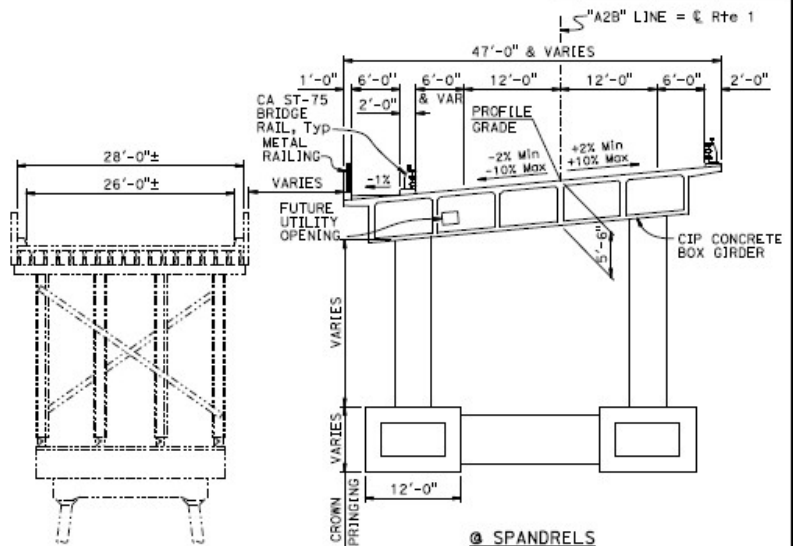 "A2B" LINE = ℄ Rte 1
47'-0" & VARIES
1'-0" 6'-0" 6'-0" 12'-0" 12'-0" 6'-0" 2'-0"
& VAR
2'-0"
CA ST-75
BRIDGE
RAIL, Typ
METAL
RAILING
PROFILE
GRADE
28'-0"±
26'-0"±
VARIES
-1%
-2% Min
-10% Max
+2% Min
+10% Max
FUTURE
UTILITY
OPENING
5'-6"
CIP CONCRETE
BOX GIRDER
VARIES
VARIES
12'-0"
CROWN
PRINGING
@ SPANDRELS